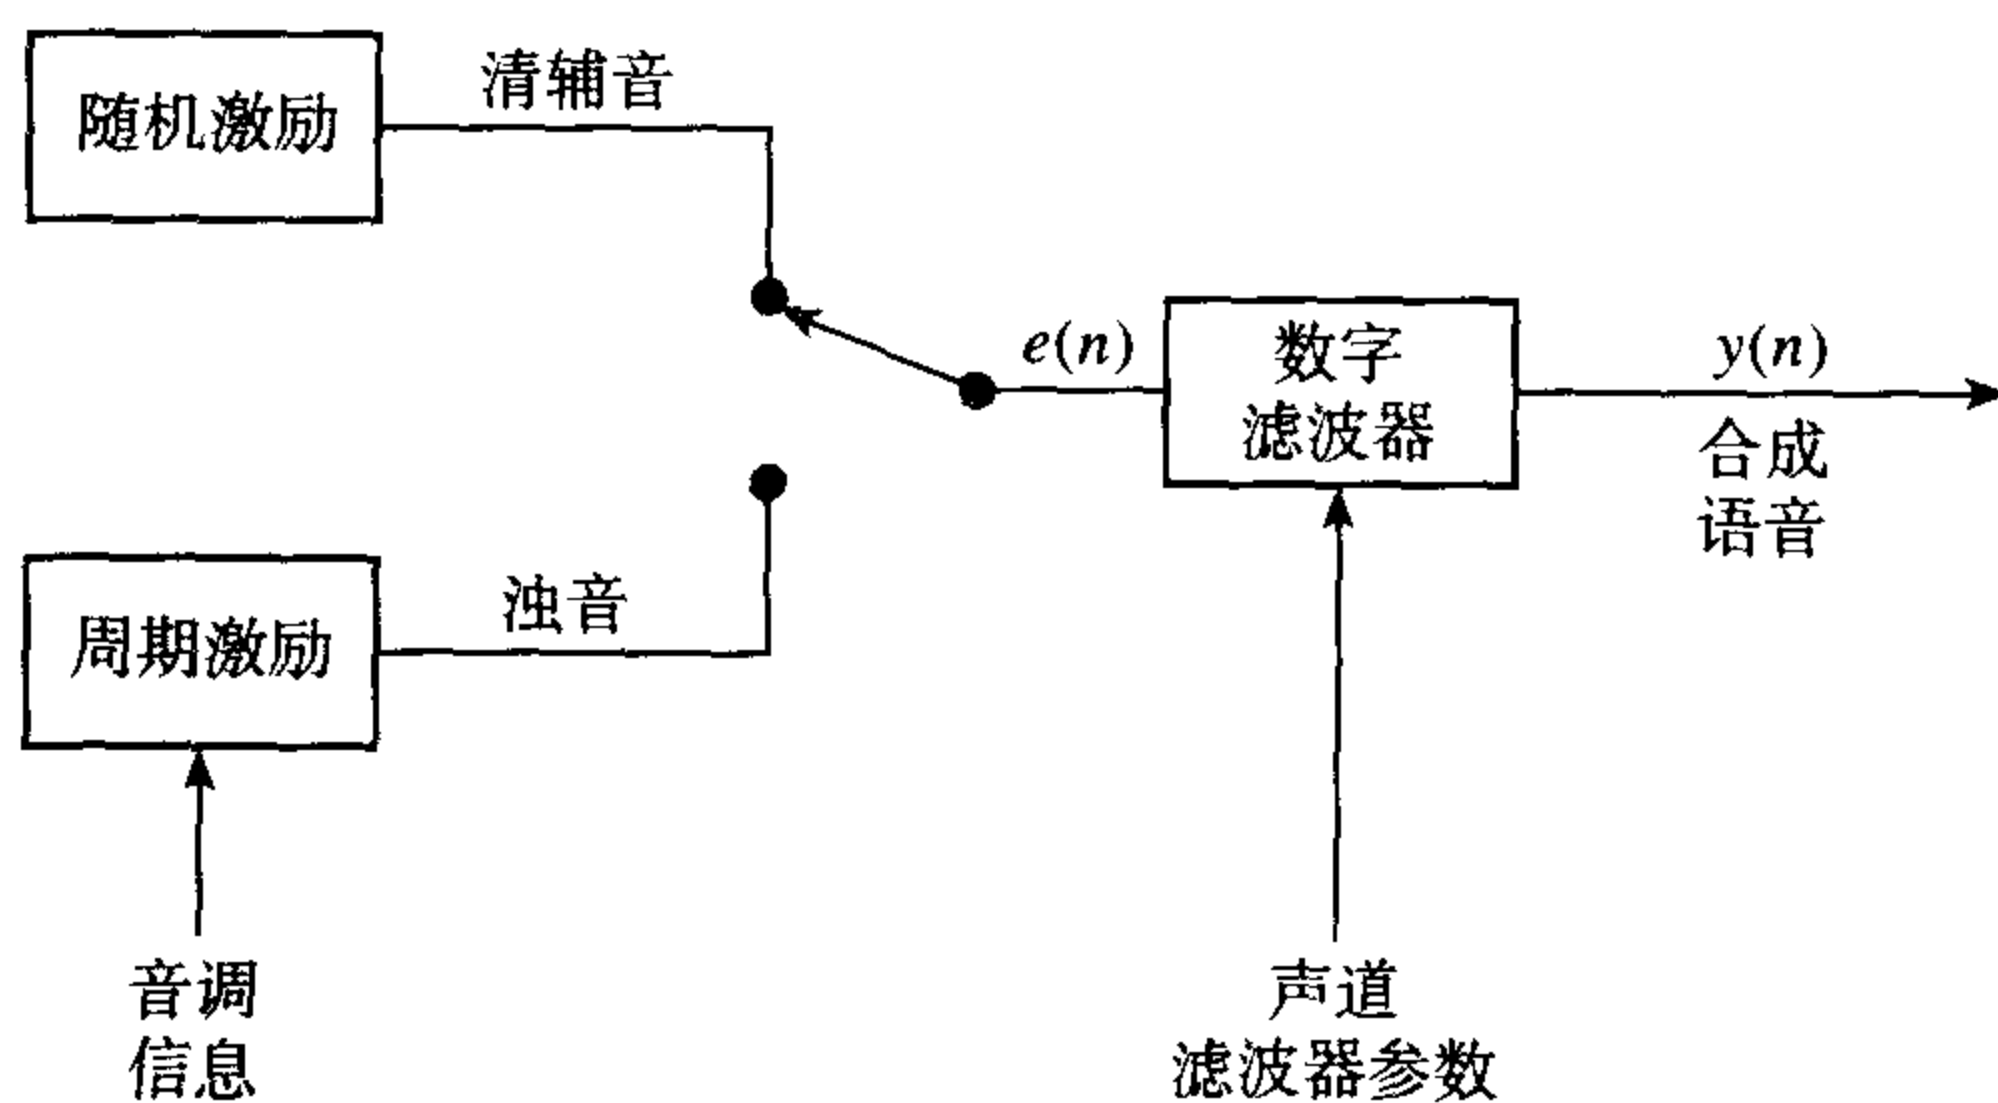 清辅音
随机激励
e(n)
数字
滤波器
y(n)
合成
语音
浊音
周期激励
音调
信息
声道
滤波器参数